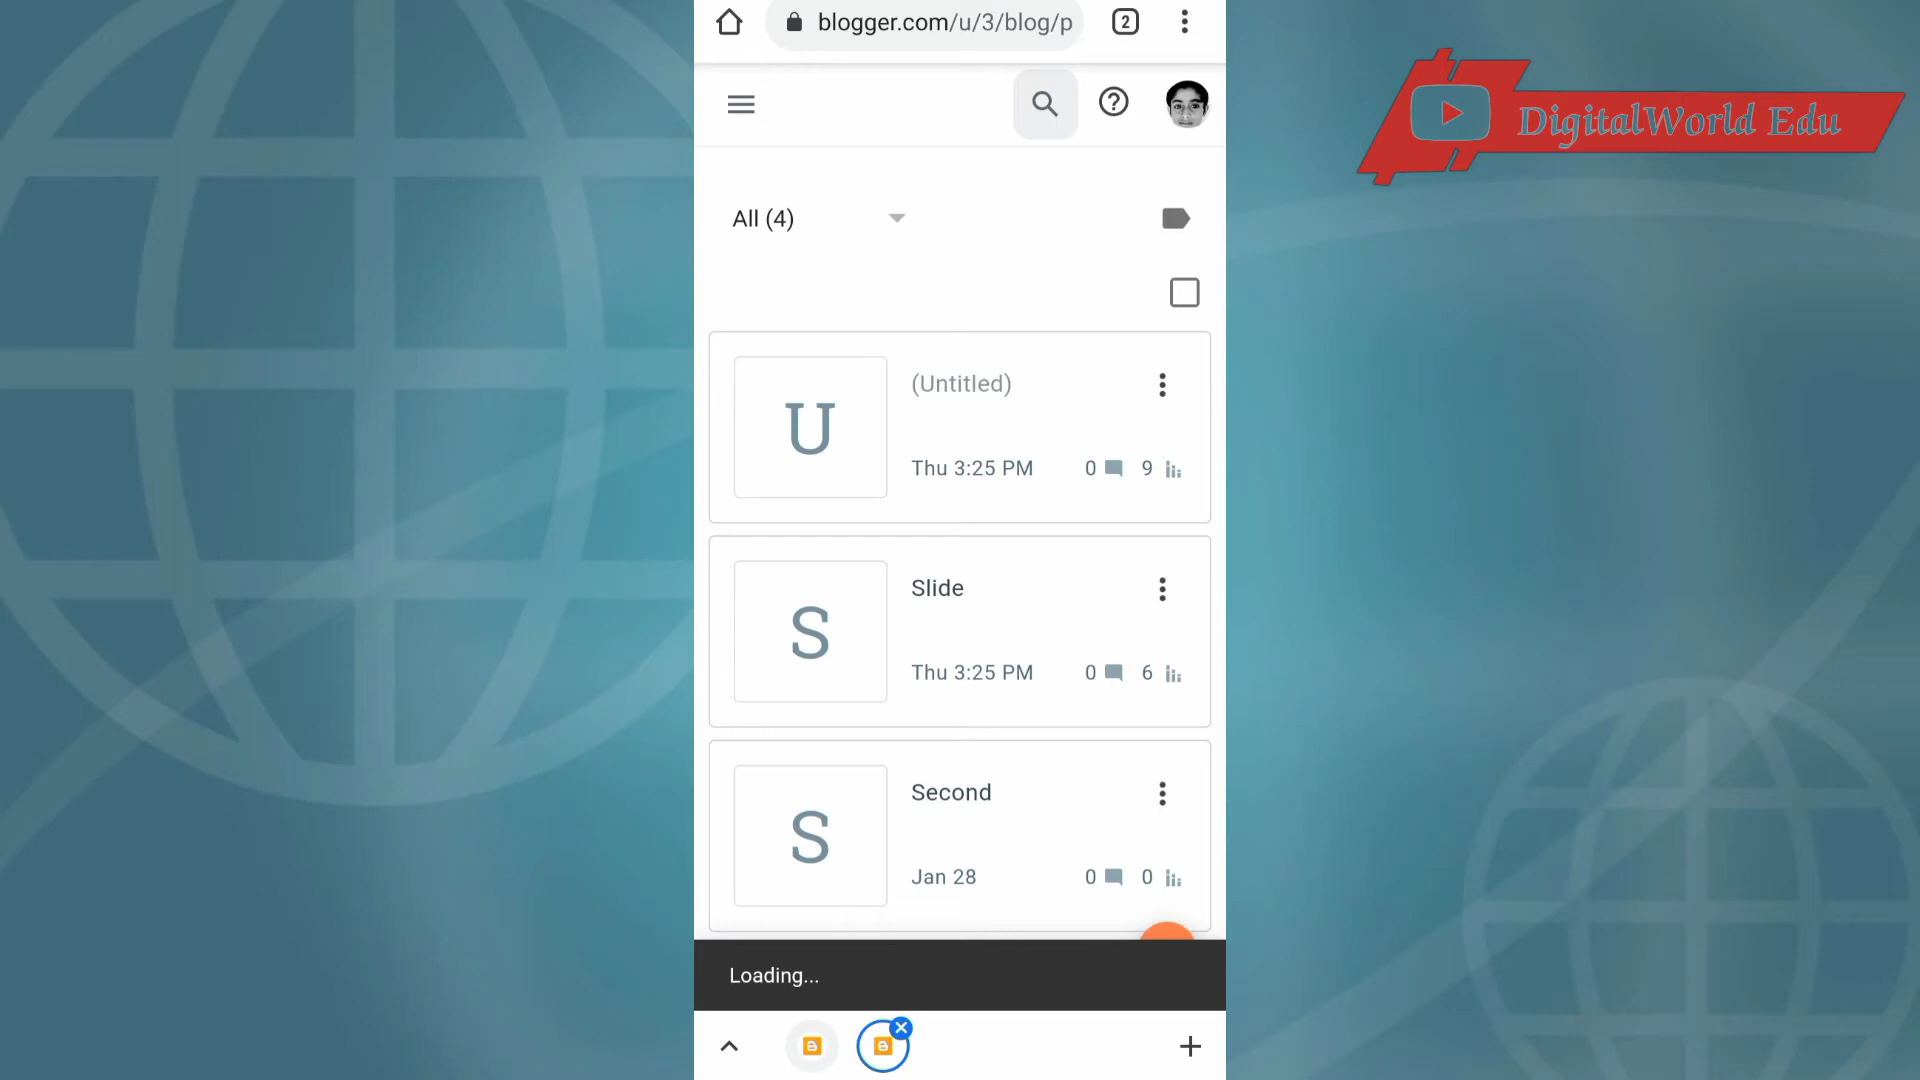 blogger.com/u/3/blog/p
2
DigitalWorld Edu
All (4)
U
(Untitled)
Thu 3:25 PM 0 9
S
Slide
Thu 3:25 PM 0 6
S
Second
Jan 28 0 0
Loading...